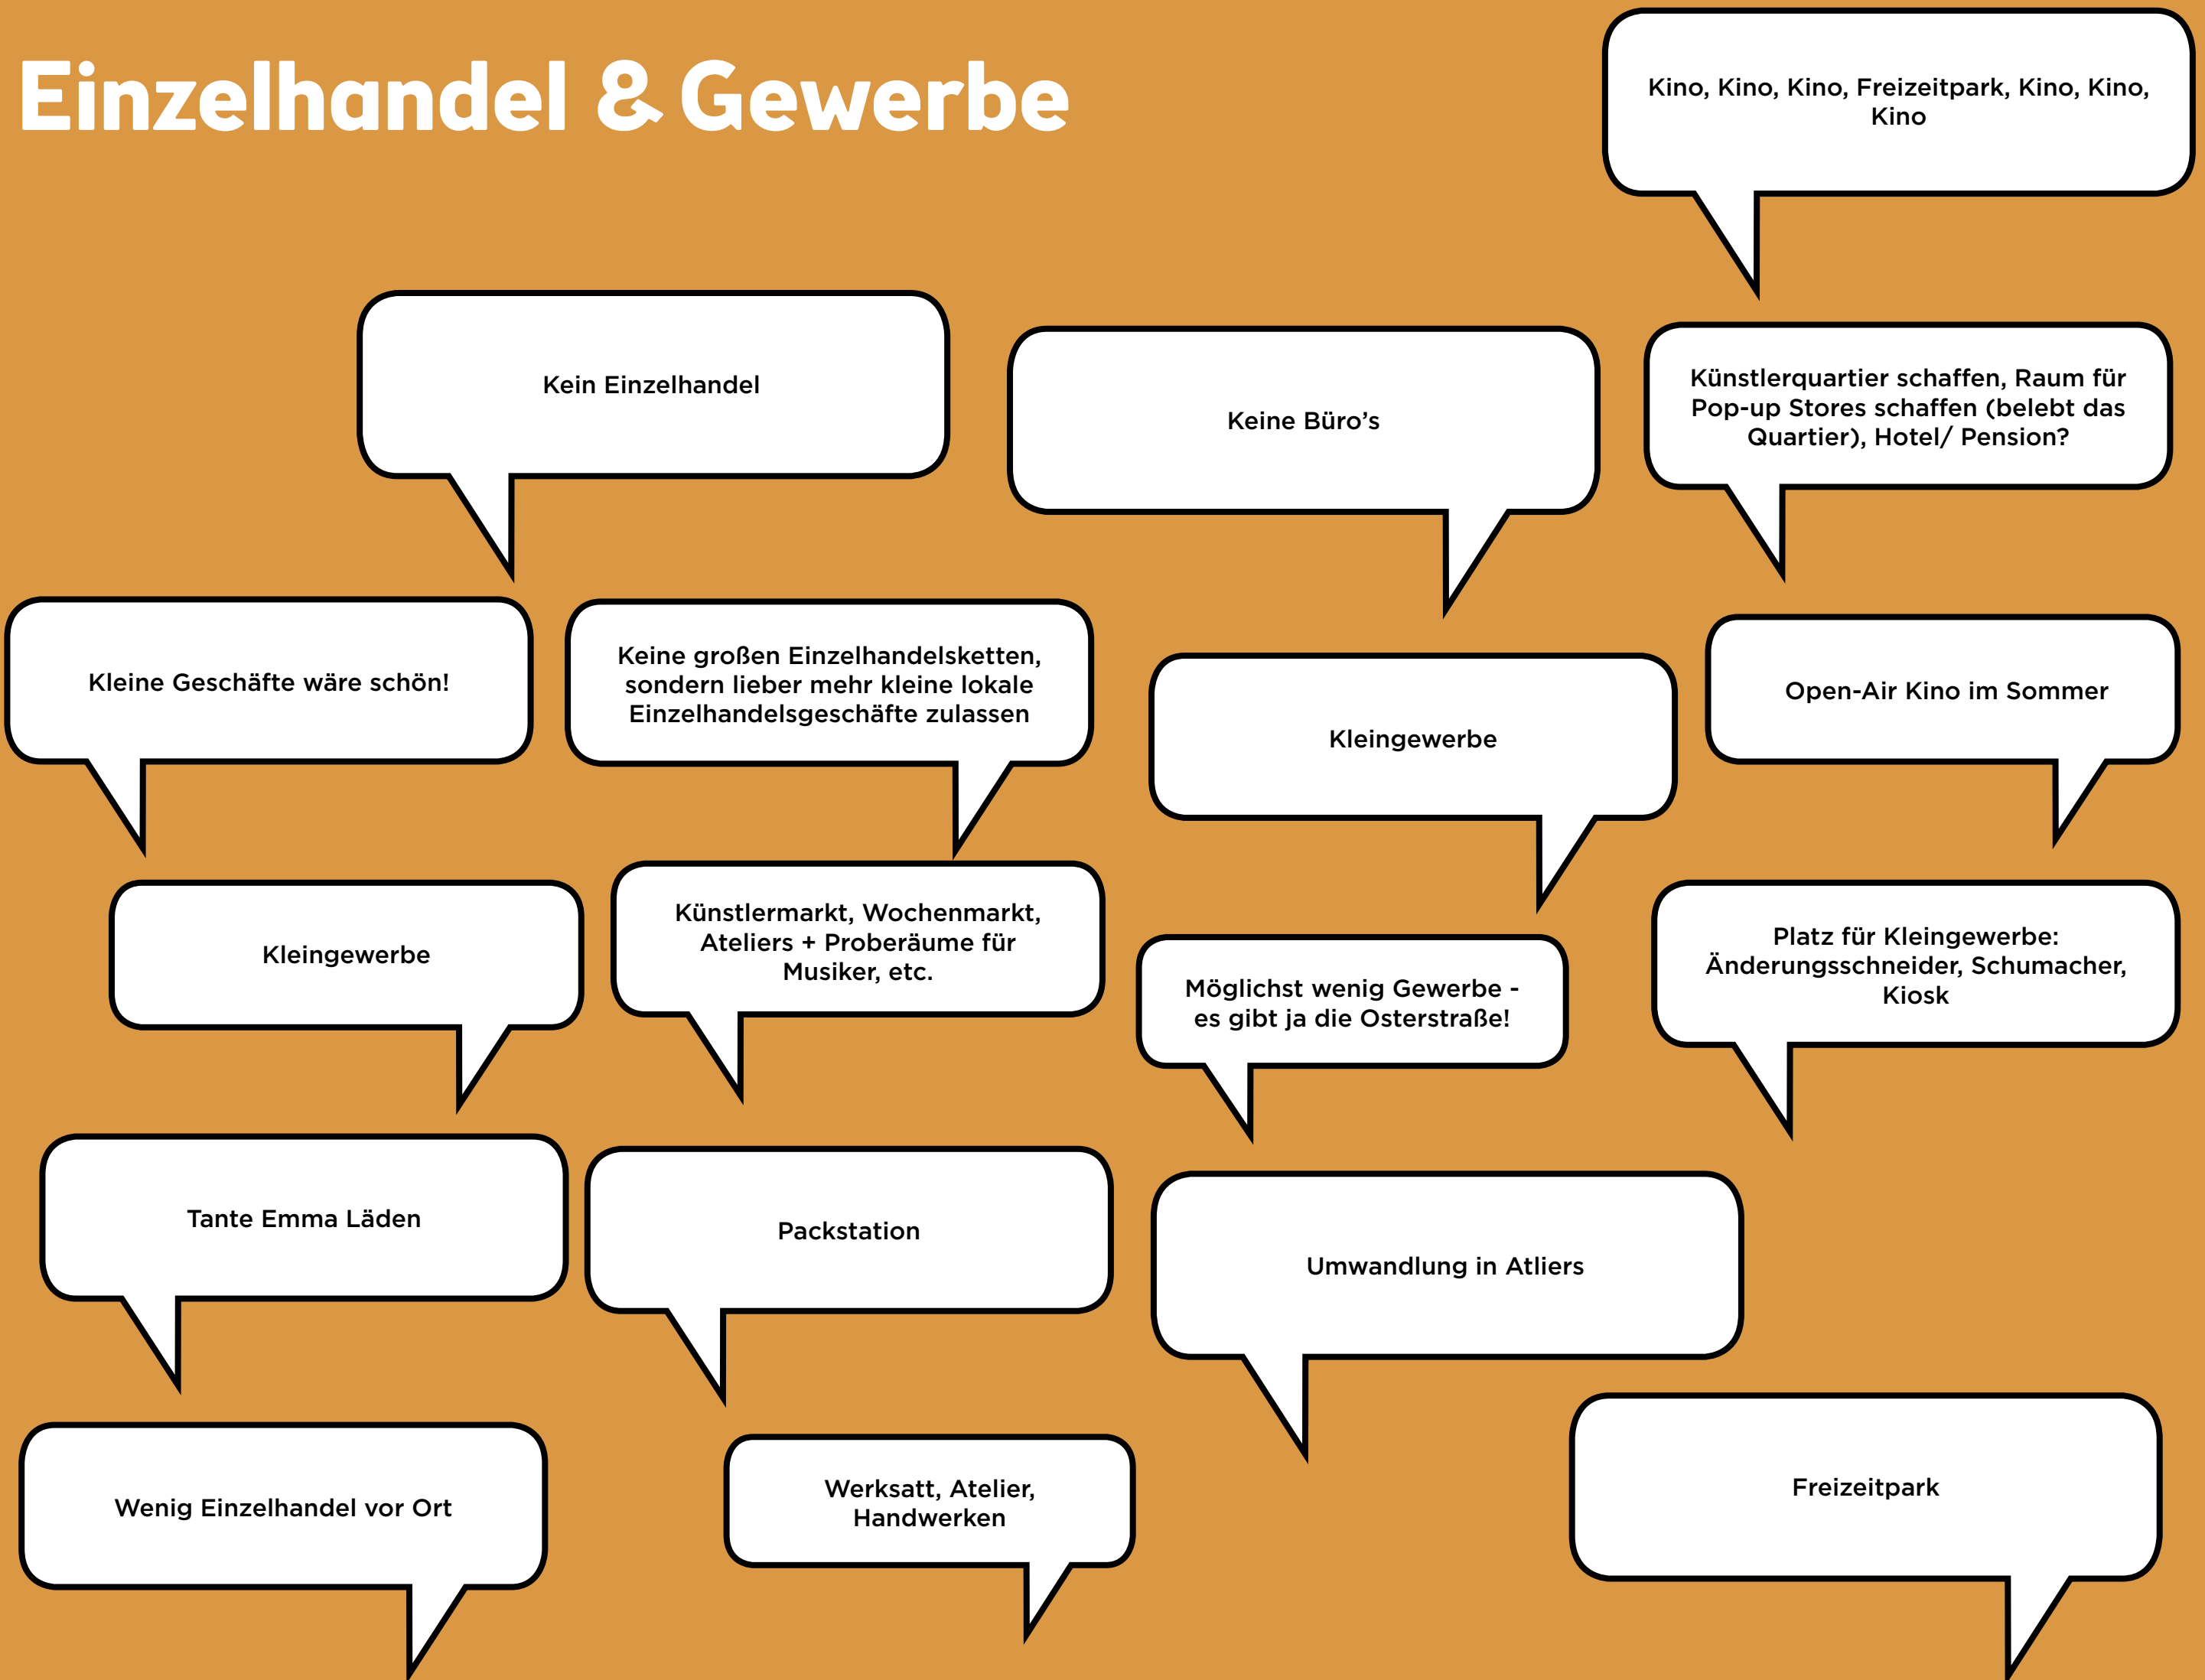 Einzelhandel & Gewerbe
Kino, Kino, Kino, Freizeitpark, Kino, Kino,
Kino
Kein Einzelhandel
Keine Büro’s
Künstlerquartier schaffen, Raum für
Pop-up Stores schaffen (belebt das
Quartier), Hotel/ Pension?
Kleine Geschäfte wäre schön!
Keine großen Einzelhandelsketten,
sondern lieber mehr kleine lokale
Einzelhandelsgeschäfte zulassen
Kleingewerbe
Open-Air Kino im Sommer
Kleingewerbe
Künstlermarkt, Wochenmarkt,
Ateliers + Proberäume für
Musiker, etc.
Möglichst wenig Gewerbe -
es gibt ja die Osterstraße!
Platz für Kleingewerbe:
Änderungsschneider, Schumacher,
Kiosk
Tante Emma Läden
Packstation
Umwandlung in Atliers
Wenig Einzelhandel vor Ort
Werksatt, Atelier,
Handwerken
Freizeitpark